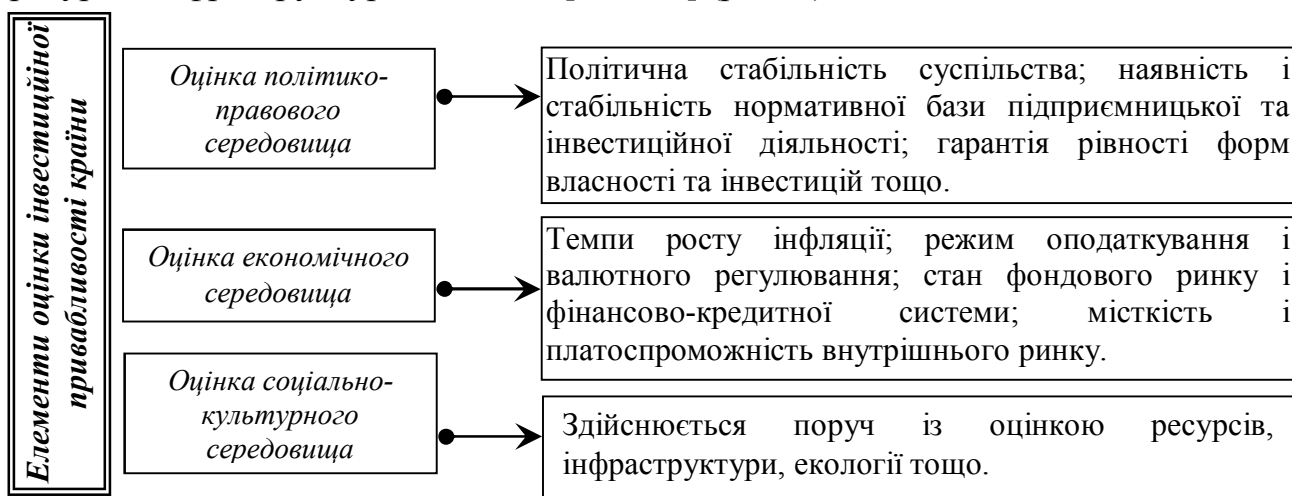 Елементи оцінки інвестиційної
привабливості країни
Оцінка політико-
правового
середовища
Політична стабільність суспільства; наявність і
стабільність нормативної бази підприємницької та
інвестиційної діяльності; гарантія рівності форм
власності та інвестицій тощо.
Оцінка економічного
середовища
Темпи росту інфляції; режим оподаткування і
валютного регулювання; стан фондового ринку і
фінансово-кредитної системи; місткість і
платоспроможність внутрішнього ринку.
Оцінка соціально-
культурного
середовища
Здійснюється поруч із оцінкою ресурсів,
інфраструктури, екології тощо.